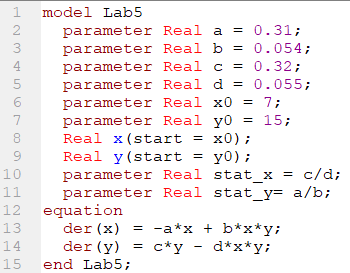 1 model Lab5
2   parameter Real a = 0.31;
3   parameter Real b = 0.054;
4   parameter Real c = 0.32;
5   parameter Real d = 0.055;
6   parameter Real x0 = 7;
7   parameter Real y0 = 15;
8   Real x(start = x0);
9   Real y(start = y0);
10   parameter Real stat_x = c/d;
11   parameter Real stat_y= a/b;
12 equation
13   der(x) = -a*x + b*x*y;
14   der(y) = c*y - d*x*y;
15 end Lab5;